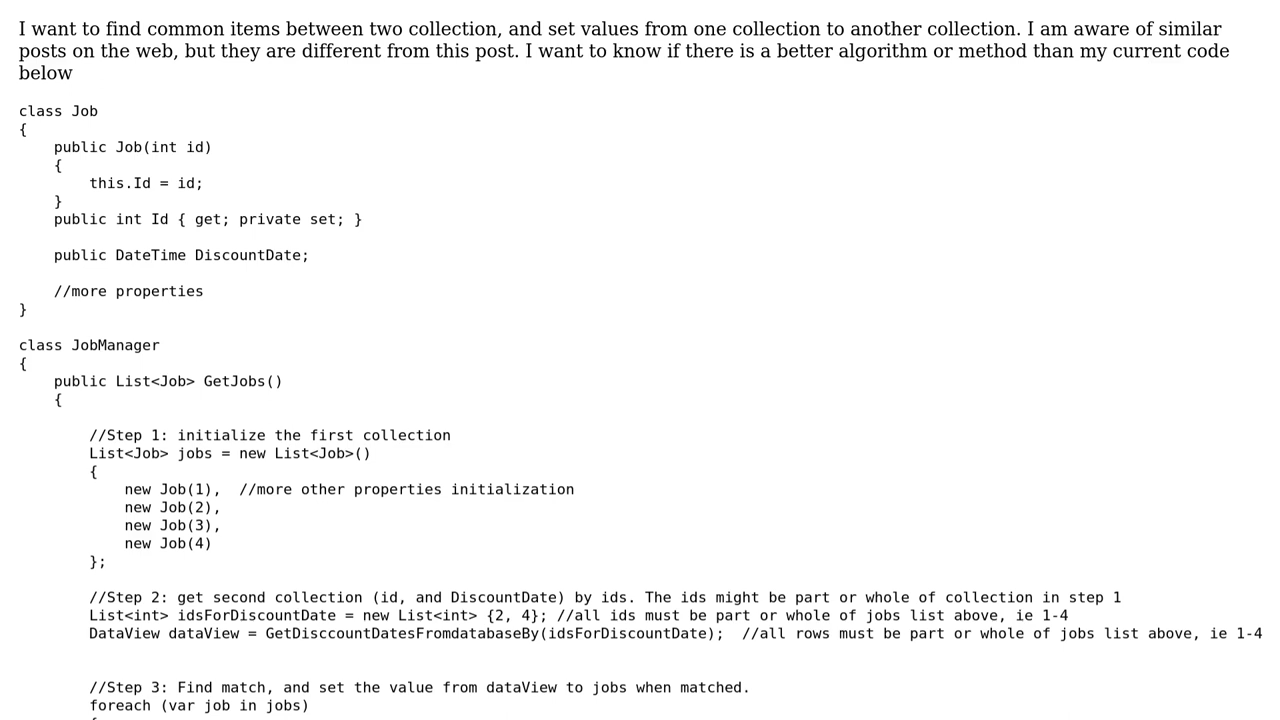 I want to find common items between two collection, and set values from one collection to another collection. I am aware of similar
posts on the web, but they are different from this post. I want to know if there is a better algorithm or method than my current code
below
class Job
{
    public Job(int id)
    {
        this.Id = id;
    }
    public int Id { get; private set; }
    public DateTime DiscountDate;
    //more properties
}
class JobManager
{
    public List<Job> GetJobs()
    {
        //Step 1: initialize the first collection
        List<Job> jobs = new List<Job>()
        {
            new Job(1),  //more other properties initialization
            new Job(2),
            new Job(3),
            new Job(4)
        };
        //Step 2: get second collection (id, and DiscountDate) by ids. The ids might be part or whole of collection in step 1
        List<int> idsForDiscountDate = new List<int> {2, 4}; //all ids must be part or whole of jobs list above, ie 1-4
        DataView dataView = GetDisccountDatesFromdatabaseBy(idsForDiscountDate);  //all rows must be part or whole of jobs list above, ie 1-4
        //Step 3: Find match, and set the value from dataView to jobs when matched.
        foreach (var job in jobs)